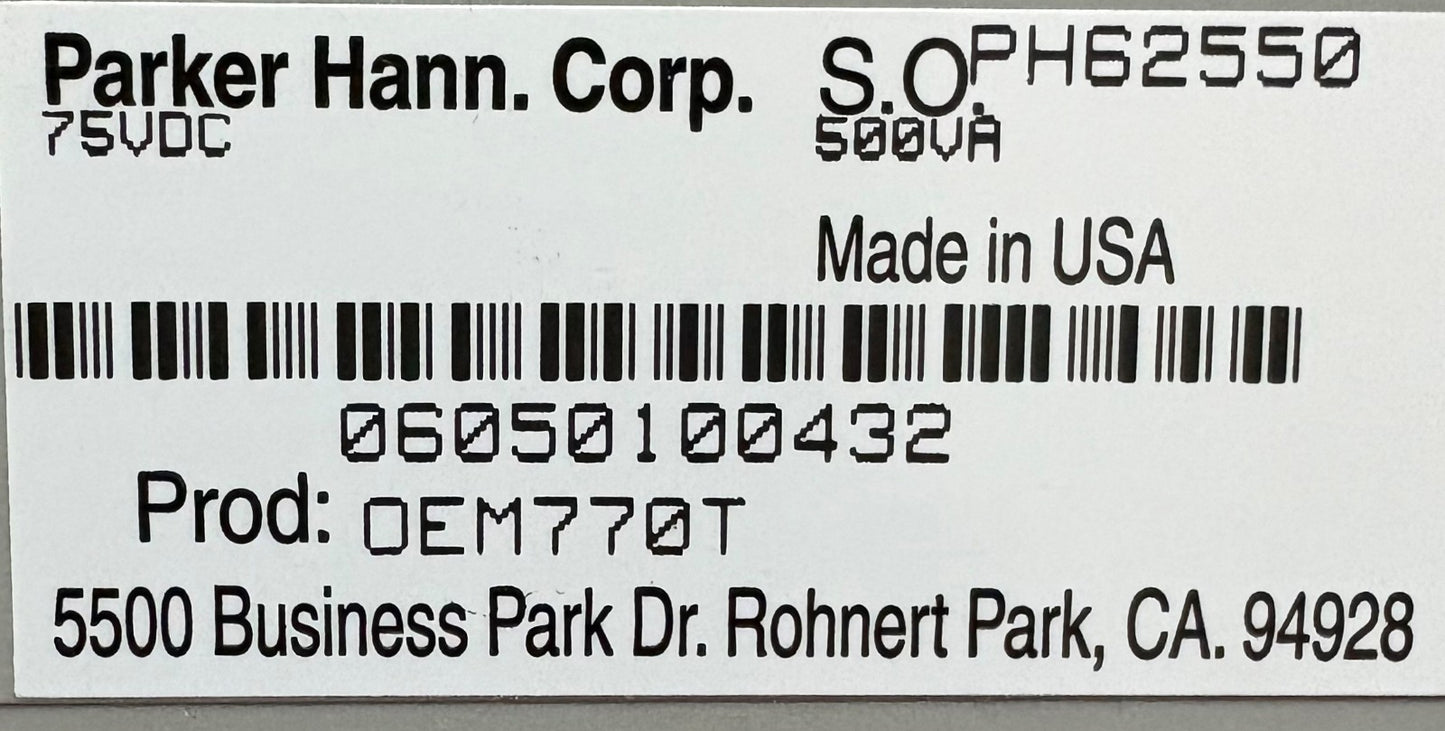 Parker Hann. Corp. S.O. PH62550
75VDC 500VA
Made in USA
06050100432
Prod: OEM770T
5500 Business Park Dr. Rohnert Park, CA. 94928